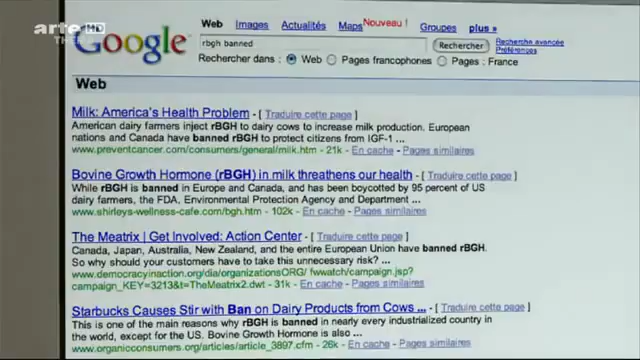 arte HD
Web Images Actualités Maps Nouveau ! Groupes plus »
Google
rbgh banned Rechercher Recherche avancée
Préférences
Rechercher dans : Web Pages francophones Pages : France
Web
Milk: America's Health Problem - [ Traduire cette page ]
American dairy farmers inject rBGH to dairy cows to increase milk production. European
nations and Canada have banned rBGH to protect citizens from IGF-1 ...
www.preventcancer.com/consumers/general/milk.htm - 21k - En cache - Pages similaires
Bovine Growth Hormone (rBGH) in milk threathens our health - [ Traduire cette page ]
While rBGH is banned in Europe and Canada, and has been boycotted by 95 percent of US
dairy farmers, the FDA, Environmental Protection Agency and Department ...
www.shirleys-wellness-cafe.com/bgh.htm - 102k - En cache - Pages similaires
The Meatrix | Get Involved: Action Center - [ Traduire cette page ]
Canada, Japan, Australia, New Zealand, and the entire European Union have banned rBGH.
So why should your customers have to take this unnecessary risk? ...
www.democracyinaction.org/dia/organizationsORG/ fwwatch/campaign.jsp?
campaign_KEY=3213&t=TheMeatrix2.dwt - 31k - En cache - Pages similaires
Starbucks Causes Stir with Ban on Dairy Products from Cows ... - [ Traduire cette page ]
This is one of the main reasons why rBGH is banned in nearly every industrialized country in
the world, except for the US. Bovine Growth Hormone is also ...
www.organicconsumers.org/articles/article_3897.cfm - 26k - En cache - Pages similaires